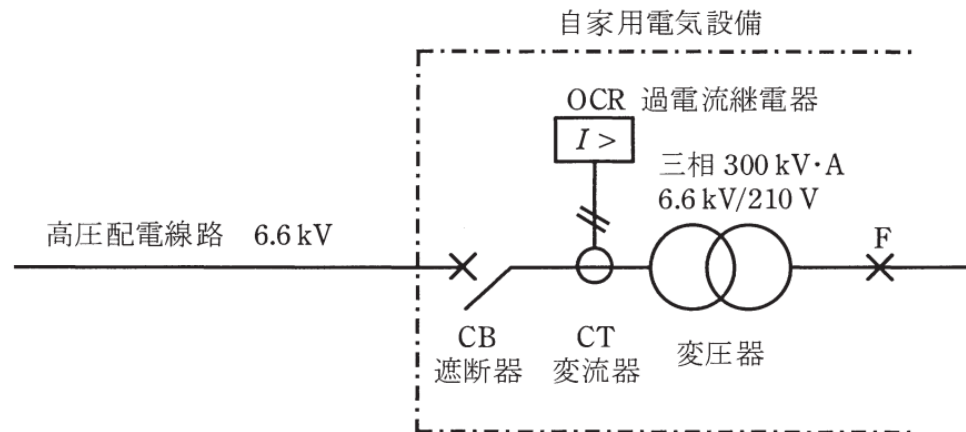 自家用電気設備
OCR 過電流継電器
I >
三相 300 kV·A
6.6 kV/210 V
高圧配電線路 6.6 kV
F
CB
遮断器
CT
変流器
変圧器